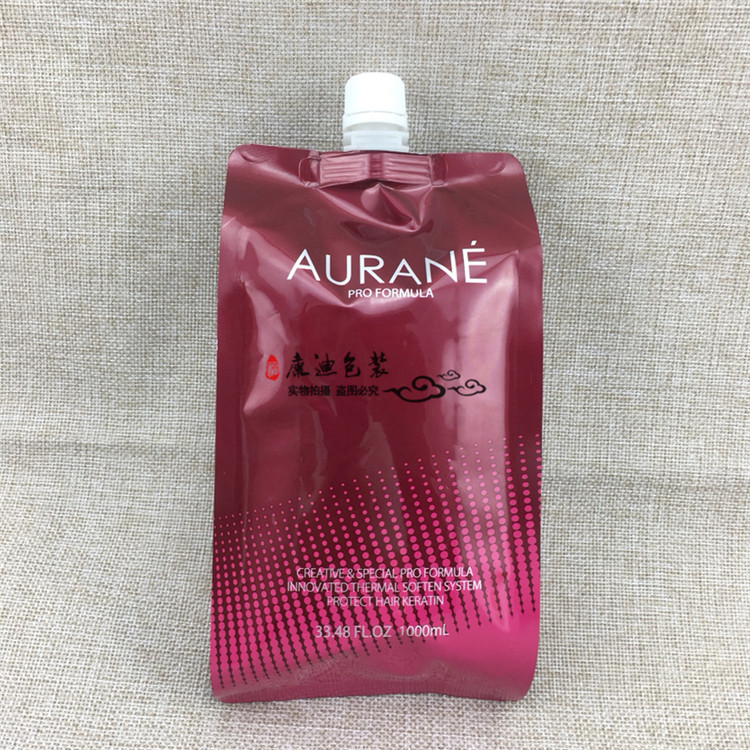 AURANÉ
PRO FORMULA
康迪包装
实物拍摄 盗图必究
CREATIVE & SPECIAL PRO FORMULA
INNOVATED THERMAL SOFTEN SYSTEM
PROTECT HAIR KERATIN
33.48 FL.OZ 1000mL